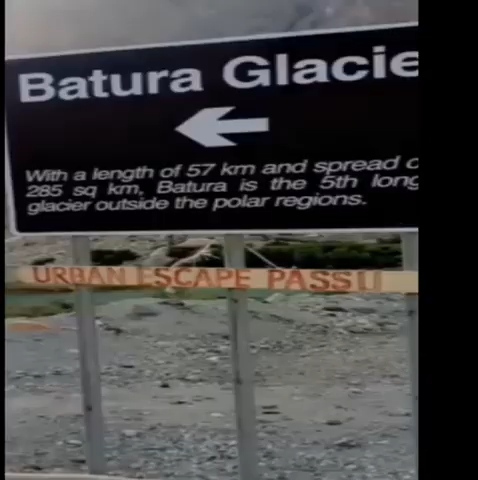 Batura Glacie
With a length of 57 km and spread o
285 sq km, Batura is the 5th long
glacier outside the polar regions.
URBAN ESCAPE PASSU